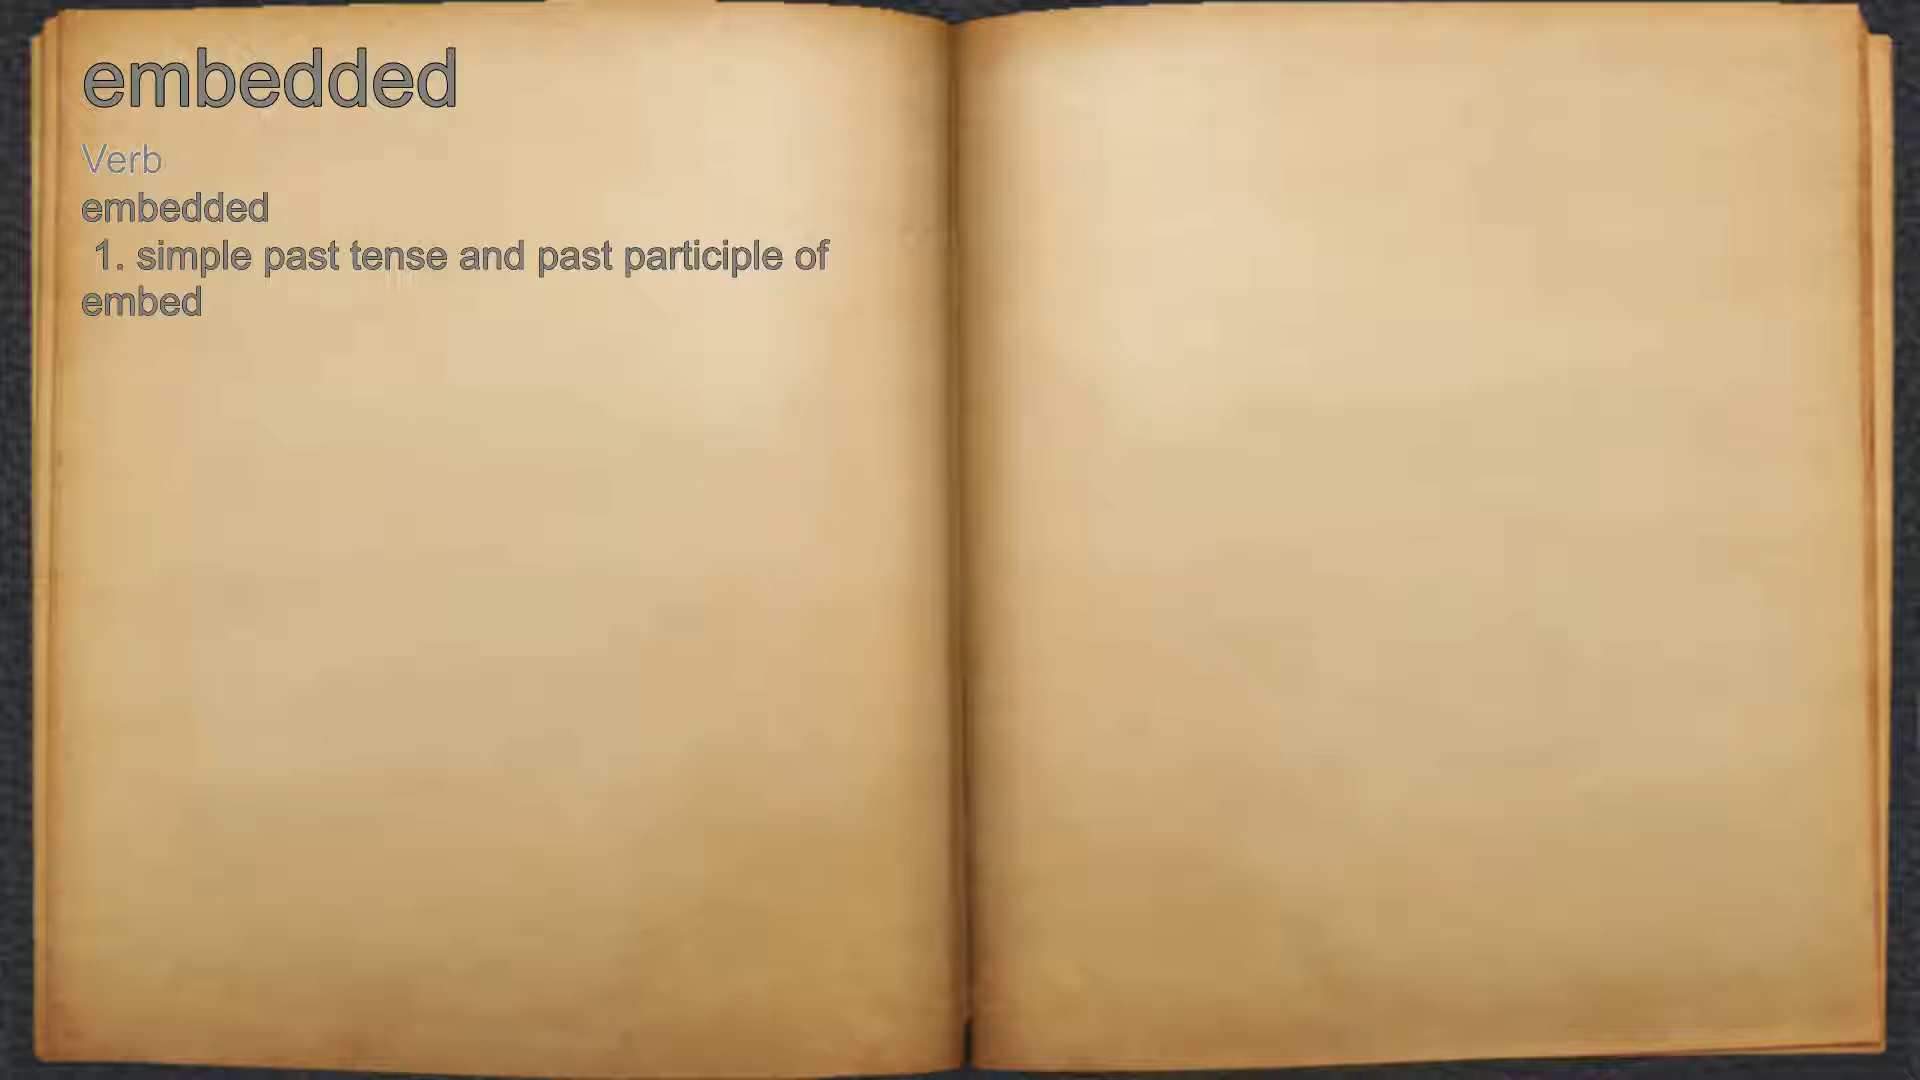 embedded
Verb
embedded
1. simple past tense and past participle of
embed